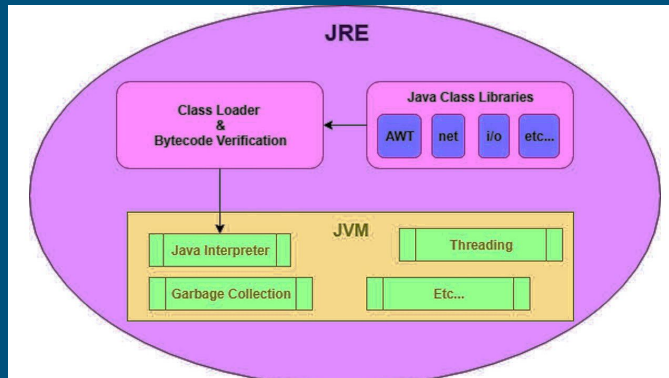 JRE
Class Loader
&
Bytecode Verification
Java Class Libraries
AWT
net
i/o
etc...
JVM
Java Interpreter
Threading
Garbage Collection
Etc...